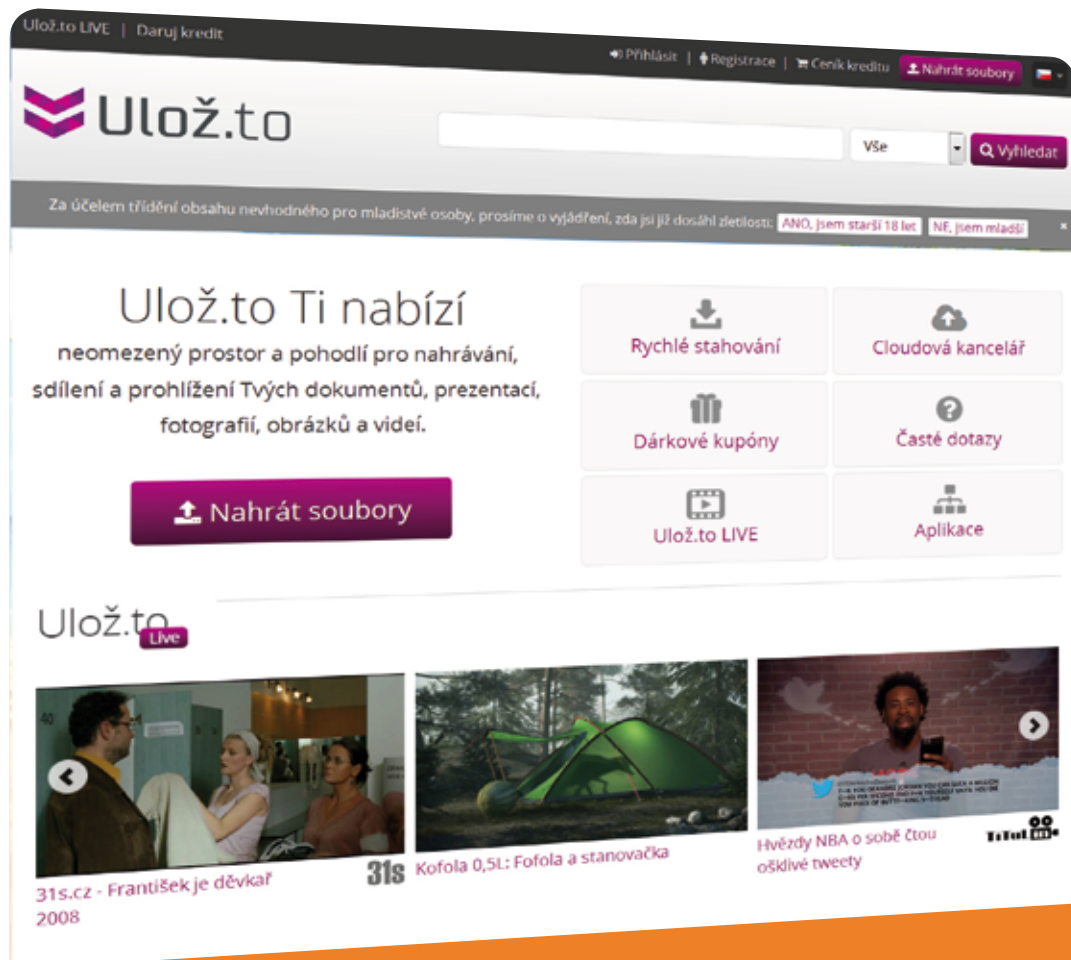 Ulož.to LIVE | Daruj kredit
Přihlásit | Registrace | Ceník kreditu Nahrát soubory
Ulož.to
Vše Vyhledat
Za účelem třídění obsahu nevhodného pro mladistvé osoby, prosíme o vyjádření, zda jsi již dosáhl zletilosti: ANO, jsem starší 18 let NE, jsem mladší ×
Ulož.to Ti nabízí
neomezený prostor a pohodlí pro nahrávání,
sdílení a prohlížení Tvých dokumentů, prezentací,
fotografií, obrázků a videí.
Nahrát soubory
Rychlé stahování
Cloudová kancelář
Dárkové kupóny
Časté dotazy
Ulož.to LIVE
Aplikace
Ulož.to
Live
40
31s.cz - František je děvkař
2008
31s
Kofola 0,5L: Fofola a stanovačka
Hvězdy NBA o sobě čtou
ošklivé tweety
TiTulky